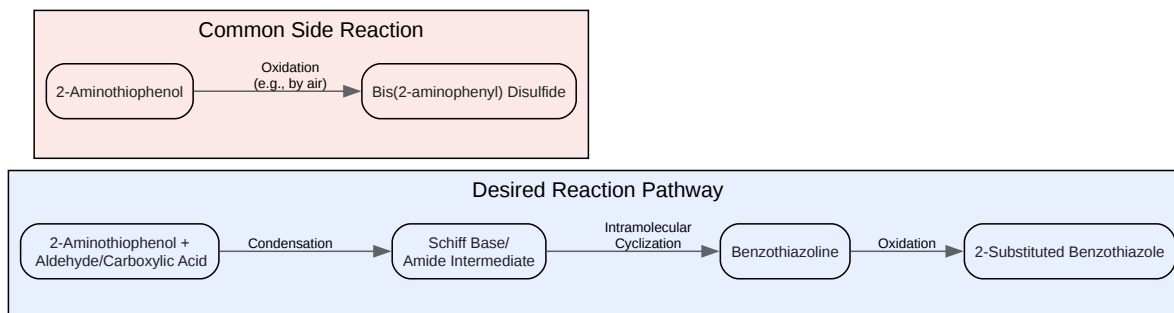 Common Side Reaction
2-Aminothiophenol
Oxidation
(e.g., by air)
Bis(2-aminophenyl) Disulfide
Desired Reaction Pathway
2-Aminothiophenol +
Aldehyde/Carboxylic Acid
Condensation
Schiff Base/
Amide Intermediate
Intramolecular
Cyclization
Benzothiazoline
Oxidation
2-Substituted Benzothiazole